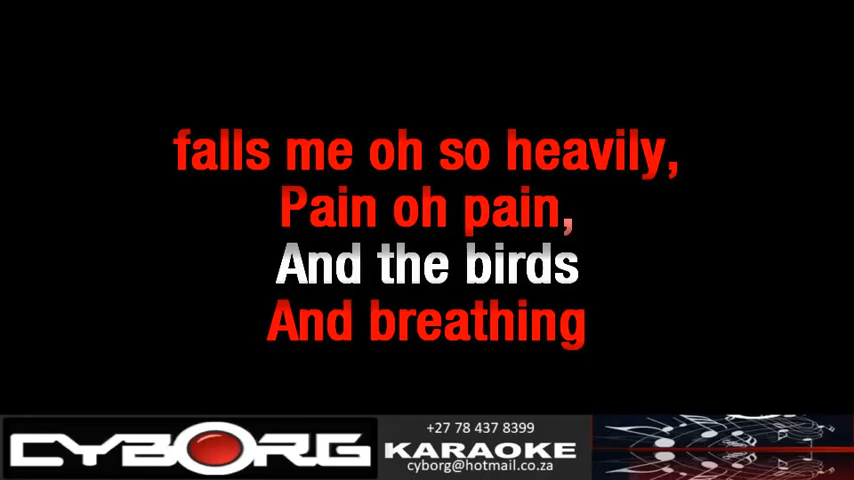 falls me oh so heavily,
Pain oh pain,
And the birds
And breathing
CYBORG
+27 78 437 8399
KARAOKE
cyborg@hotmail.co.za